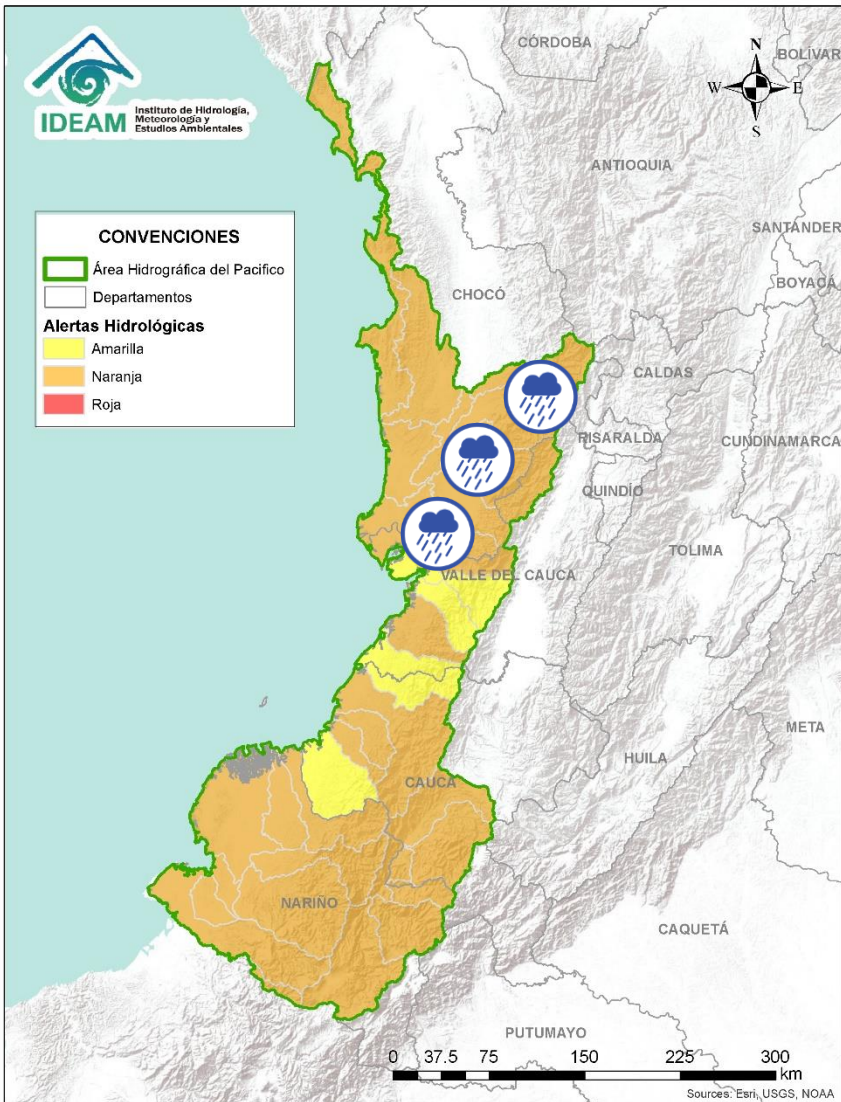 IDEAM
Instituto de Hidrología,
Meteorología y
Estudios Ambientales
CÓRDOBA
BOLÍVAR
N
W
E
S
ANTIOQUIA
SANTANDER
BOYACÁ
CONVENCIONES
Área Hidrográfica del Pacifico
Departamentos
Alertas Hidrológicas
Amarilla
Naranja
Roja
CHOCÓ
CALDAS
RISARALDA
CUNDINAMARCA
QUINDÍO
TOLIMA
VALLE DEL CAUCA
META
HUILA
CAUCA
NARIÑO
CAQUETÁ
PUTUMAYO
0 37.5 75 150 225 300
km
Sources: Esri, USGS, NOAA